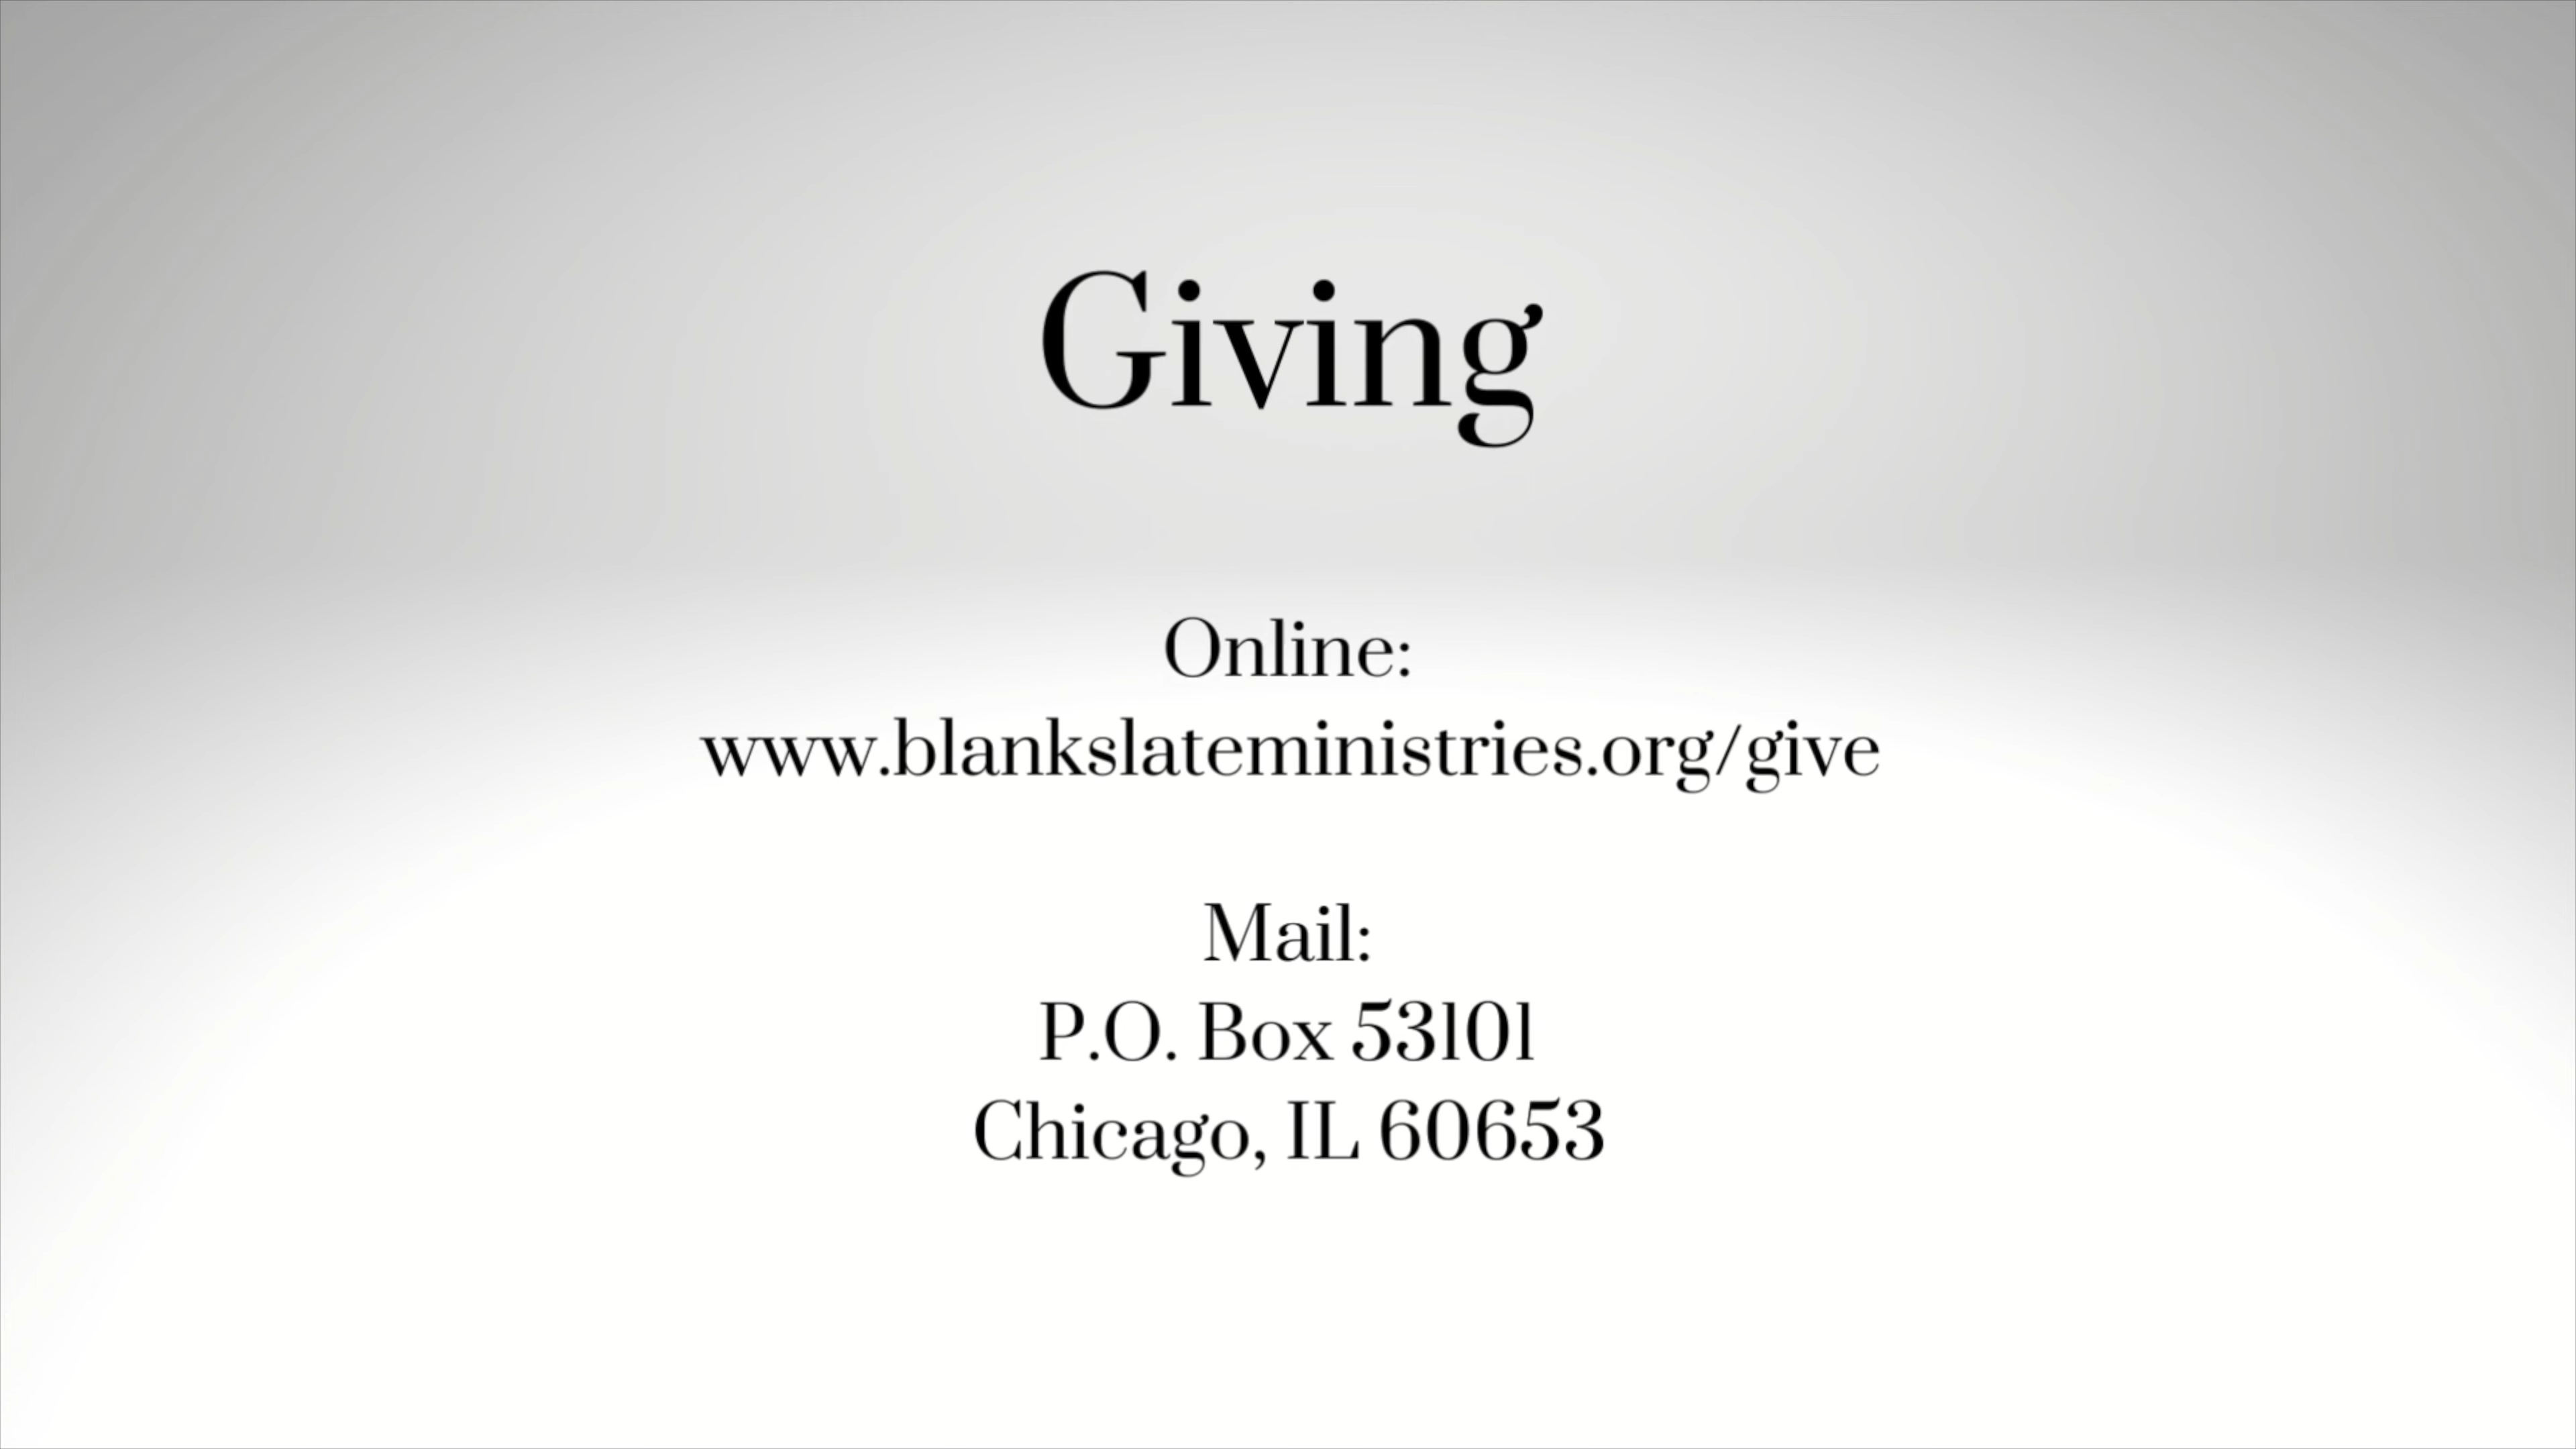 Giving
Online:
www.blankslateministries.org/give
Mail:
P.O. Box 53101
Chicago, IL 60653